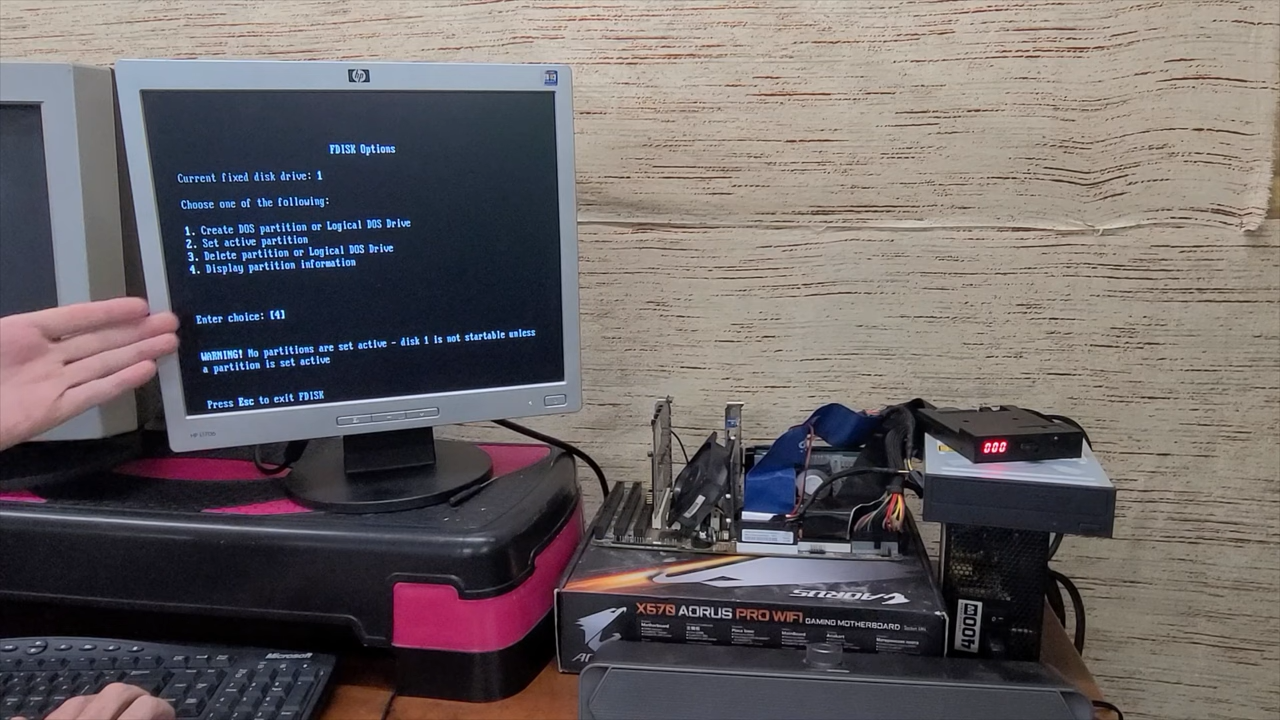 hp
FDISK Options
Current fixed disk drive: 1
Choose one of the following:
1. Create DOS partition or Logical DOS Drive
2. Set active partition
3. Delete partition or Logical DOS Drive
4. Display partition information
Enter choice: [4]
WARNING! No partitions are set active - disk 1 is not startable unless
a partition is set active
Press Esc to exit FDISK
000
AORUS
X570 AORUS PRO WIFI GAMING MOTHERBOARD
400W
Microsoft